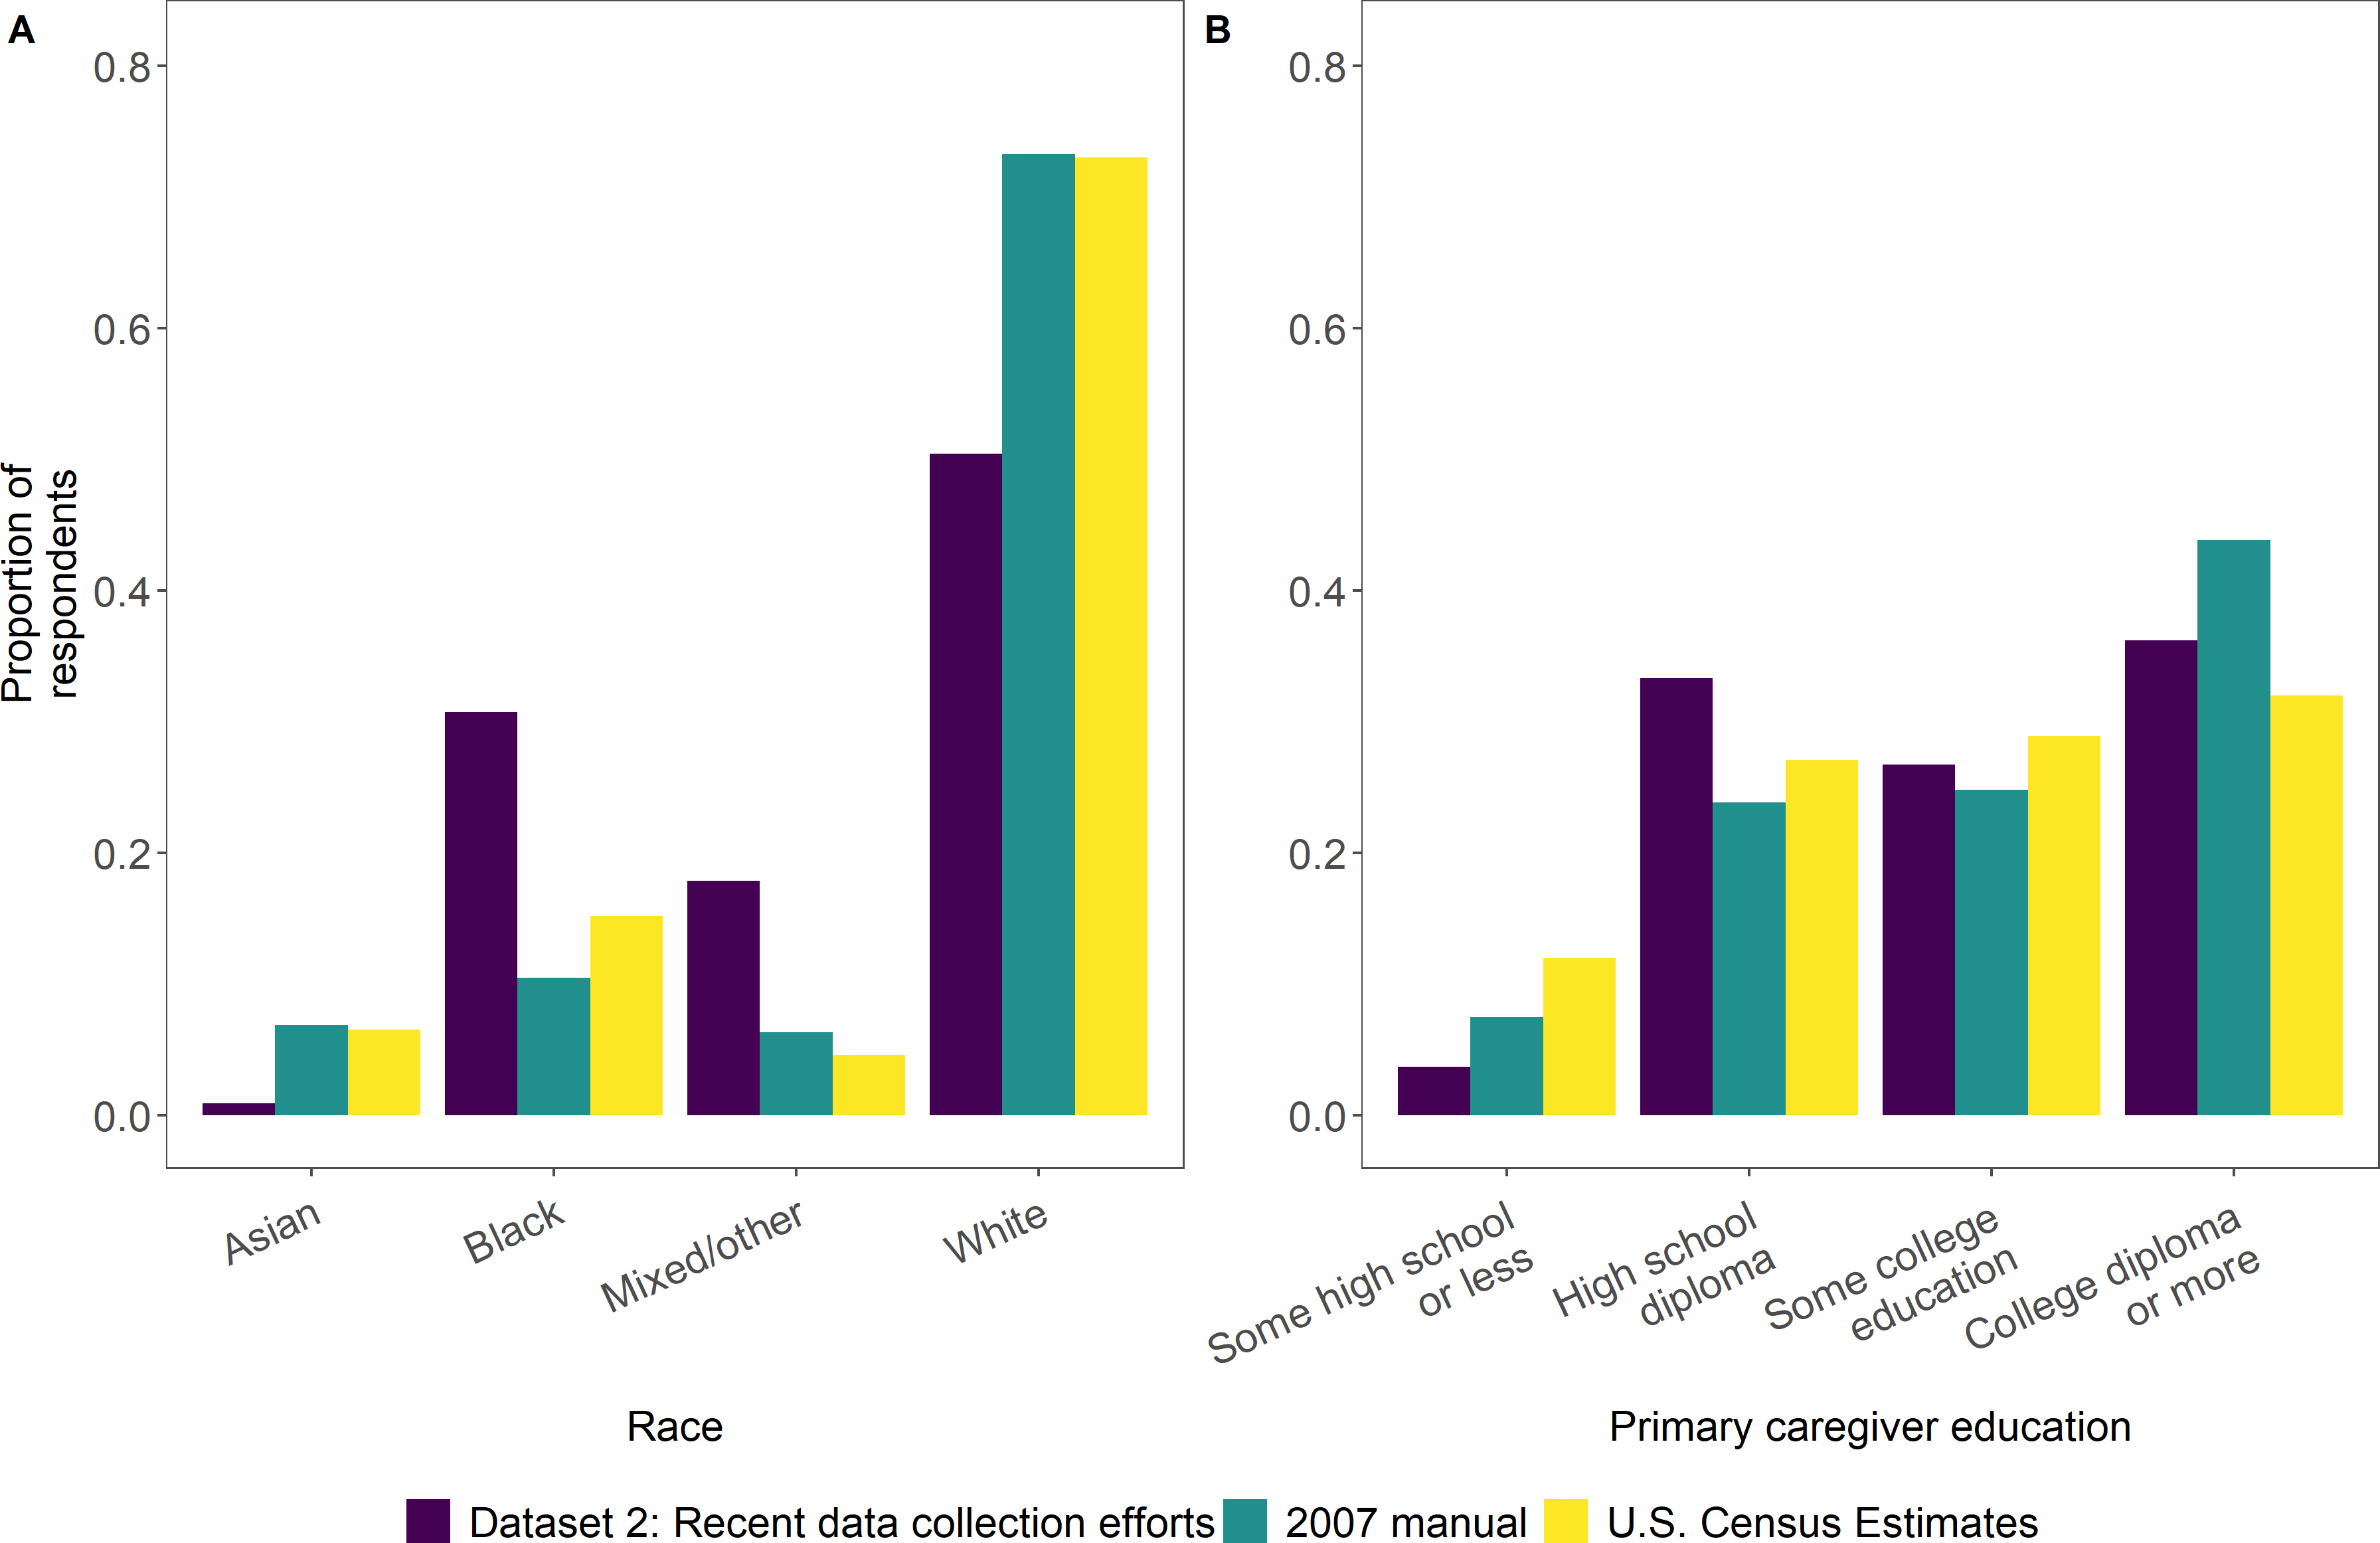 A
B
0.8
0.6
0.4
0.2
0.0
Proportion of
respondents
Asian
Black
Mixed/other
White
Race
0.8
0.6
0.4
0.2
0.0
Some high school
or less
High school
diploma
Some college
education
College diploma
or more
Primary caregiver education
Dataset 2: Recent data collection efforts
2007 manual
U.S. Census Estimates